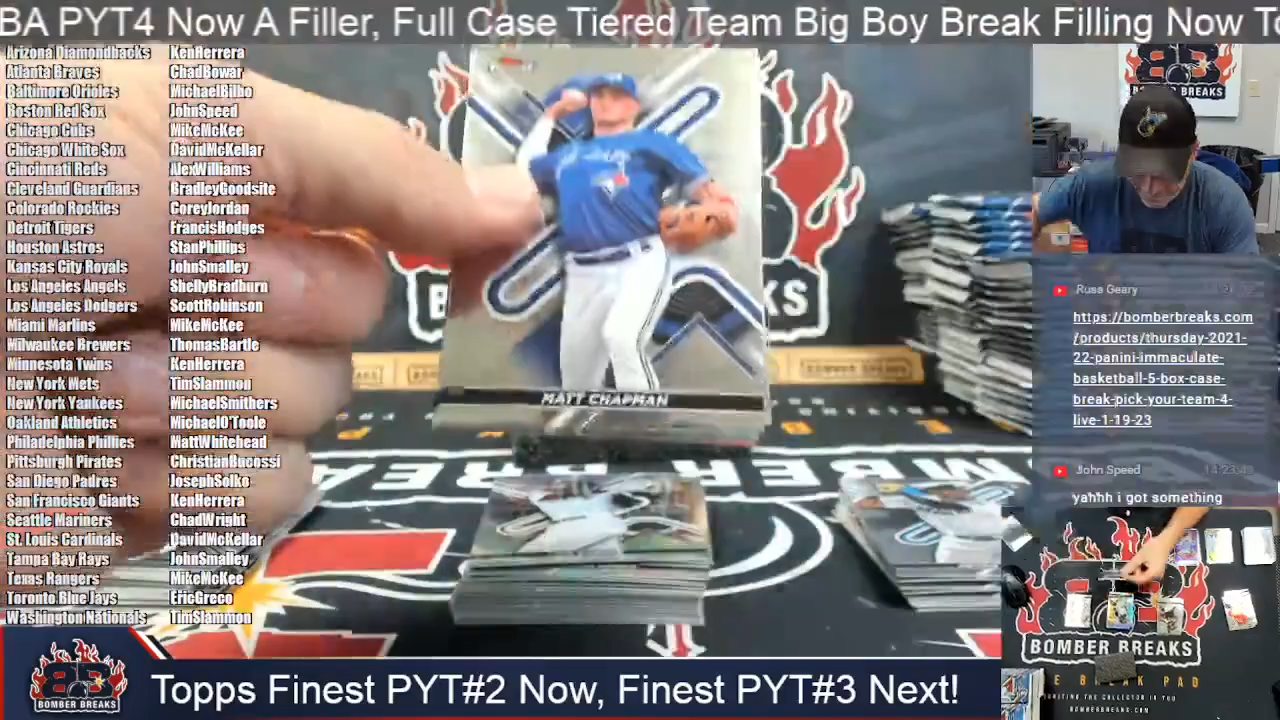 BA PYT4 Now A Filler, Full Case Tiered Team Big Boy Break Filling Now To
Arizona Diamondbacks KenHerrera
Atlanta Braves ChadBowar
Baltimore Orioles MichaelBilho
Boston Red Sox JohnSpeed
Chicago Cubs MikeMcKee
Chicago White Sox DavidMcKellar
Cincinnati Reds AlexWilliams
Cleveland Guardians BradleyGoodsite
Colorado Rockies CoreyJordan
Detroit Tigers FrancisHodges
Houston Astros StanPhillips
Kansas City Royals JohnSmalley
Los Angeles Angels ShellyBradburn
Los Angeles Dodgers ScottRobinson
Miami Marlins MikeMcKee
Milwaukee Brewers ThomasBartle
Minnesota Twins KenHerrera
New York Mets TimSlammon
New York Yankees MichaelSmithers
Oakland Athletics MichaelO'Toole
Philadelphia Phillies MattWhitehead
Pittsburgh Pirates ChristianBucossi
San Diego Padres JosephSolko
San Francisco Giants KenHerrera
Seattle Mariners ChadWright
St. Louis Cardinals DavidMcKellar
Tampa Bay Rays JohnSmalley
Texas Rangers MikeMcKee
Toronto Blue Jays EricGreco
Washington Nationals TimSlammon
MATT CHAPMAN
BOMBER BREAKS
BOMBER BREAKS
Russ Geary
https://bomberbreaks.com
/products/thursday-2021-
22-panini-immaculate-
basketball-5-box-case-
break-pick-your-team-4-
live-1-19-23
John Speed
yahhh i got something
BOMBER BREAKS
THE BREAK PAD
BOMBERBREAKS.COM
BOMBER BREAKS
Topps Finest PYT#2 Now, Finest PYT#3 Next!